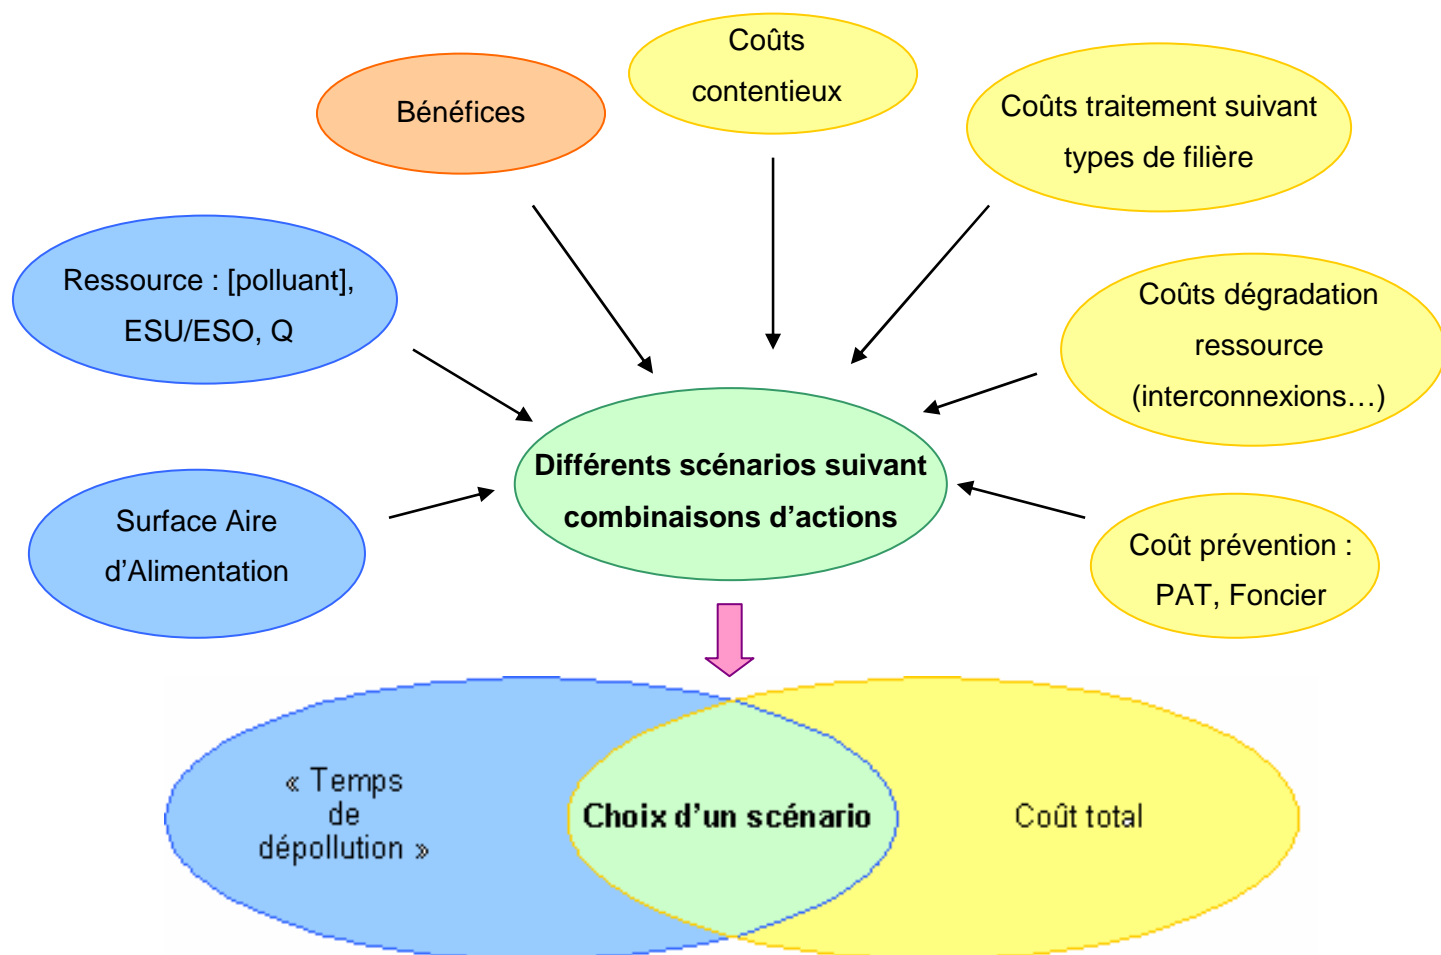 Coûts
contentieux
Bénéfices
Coûts traitement suivant
types de filière
Ressource : [polluant],
ESU/ESO, Q
Coûts dégradation
ressource
(interconnexions…)
Différents scénarios suivant
combinaisons d’actions
Surface Aire
d’Alimentation
Coût prévention :
PAT, Foncier
« Temps
de
dépollution »
Choix d’un scénario
Coût total